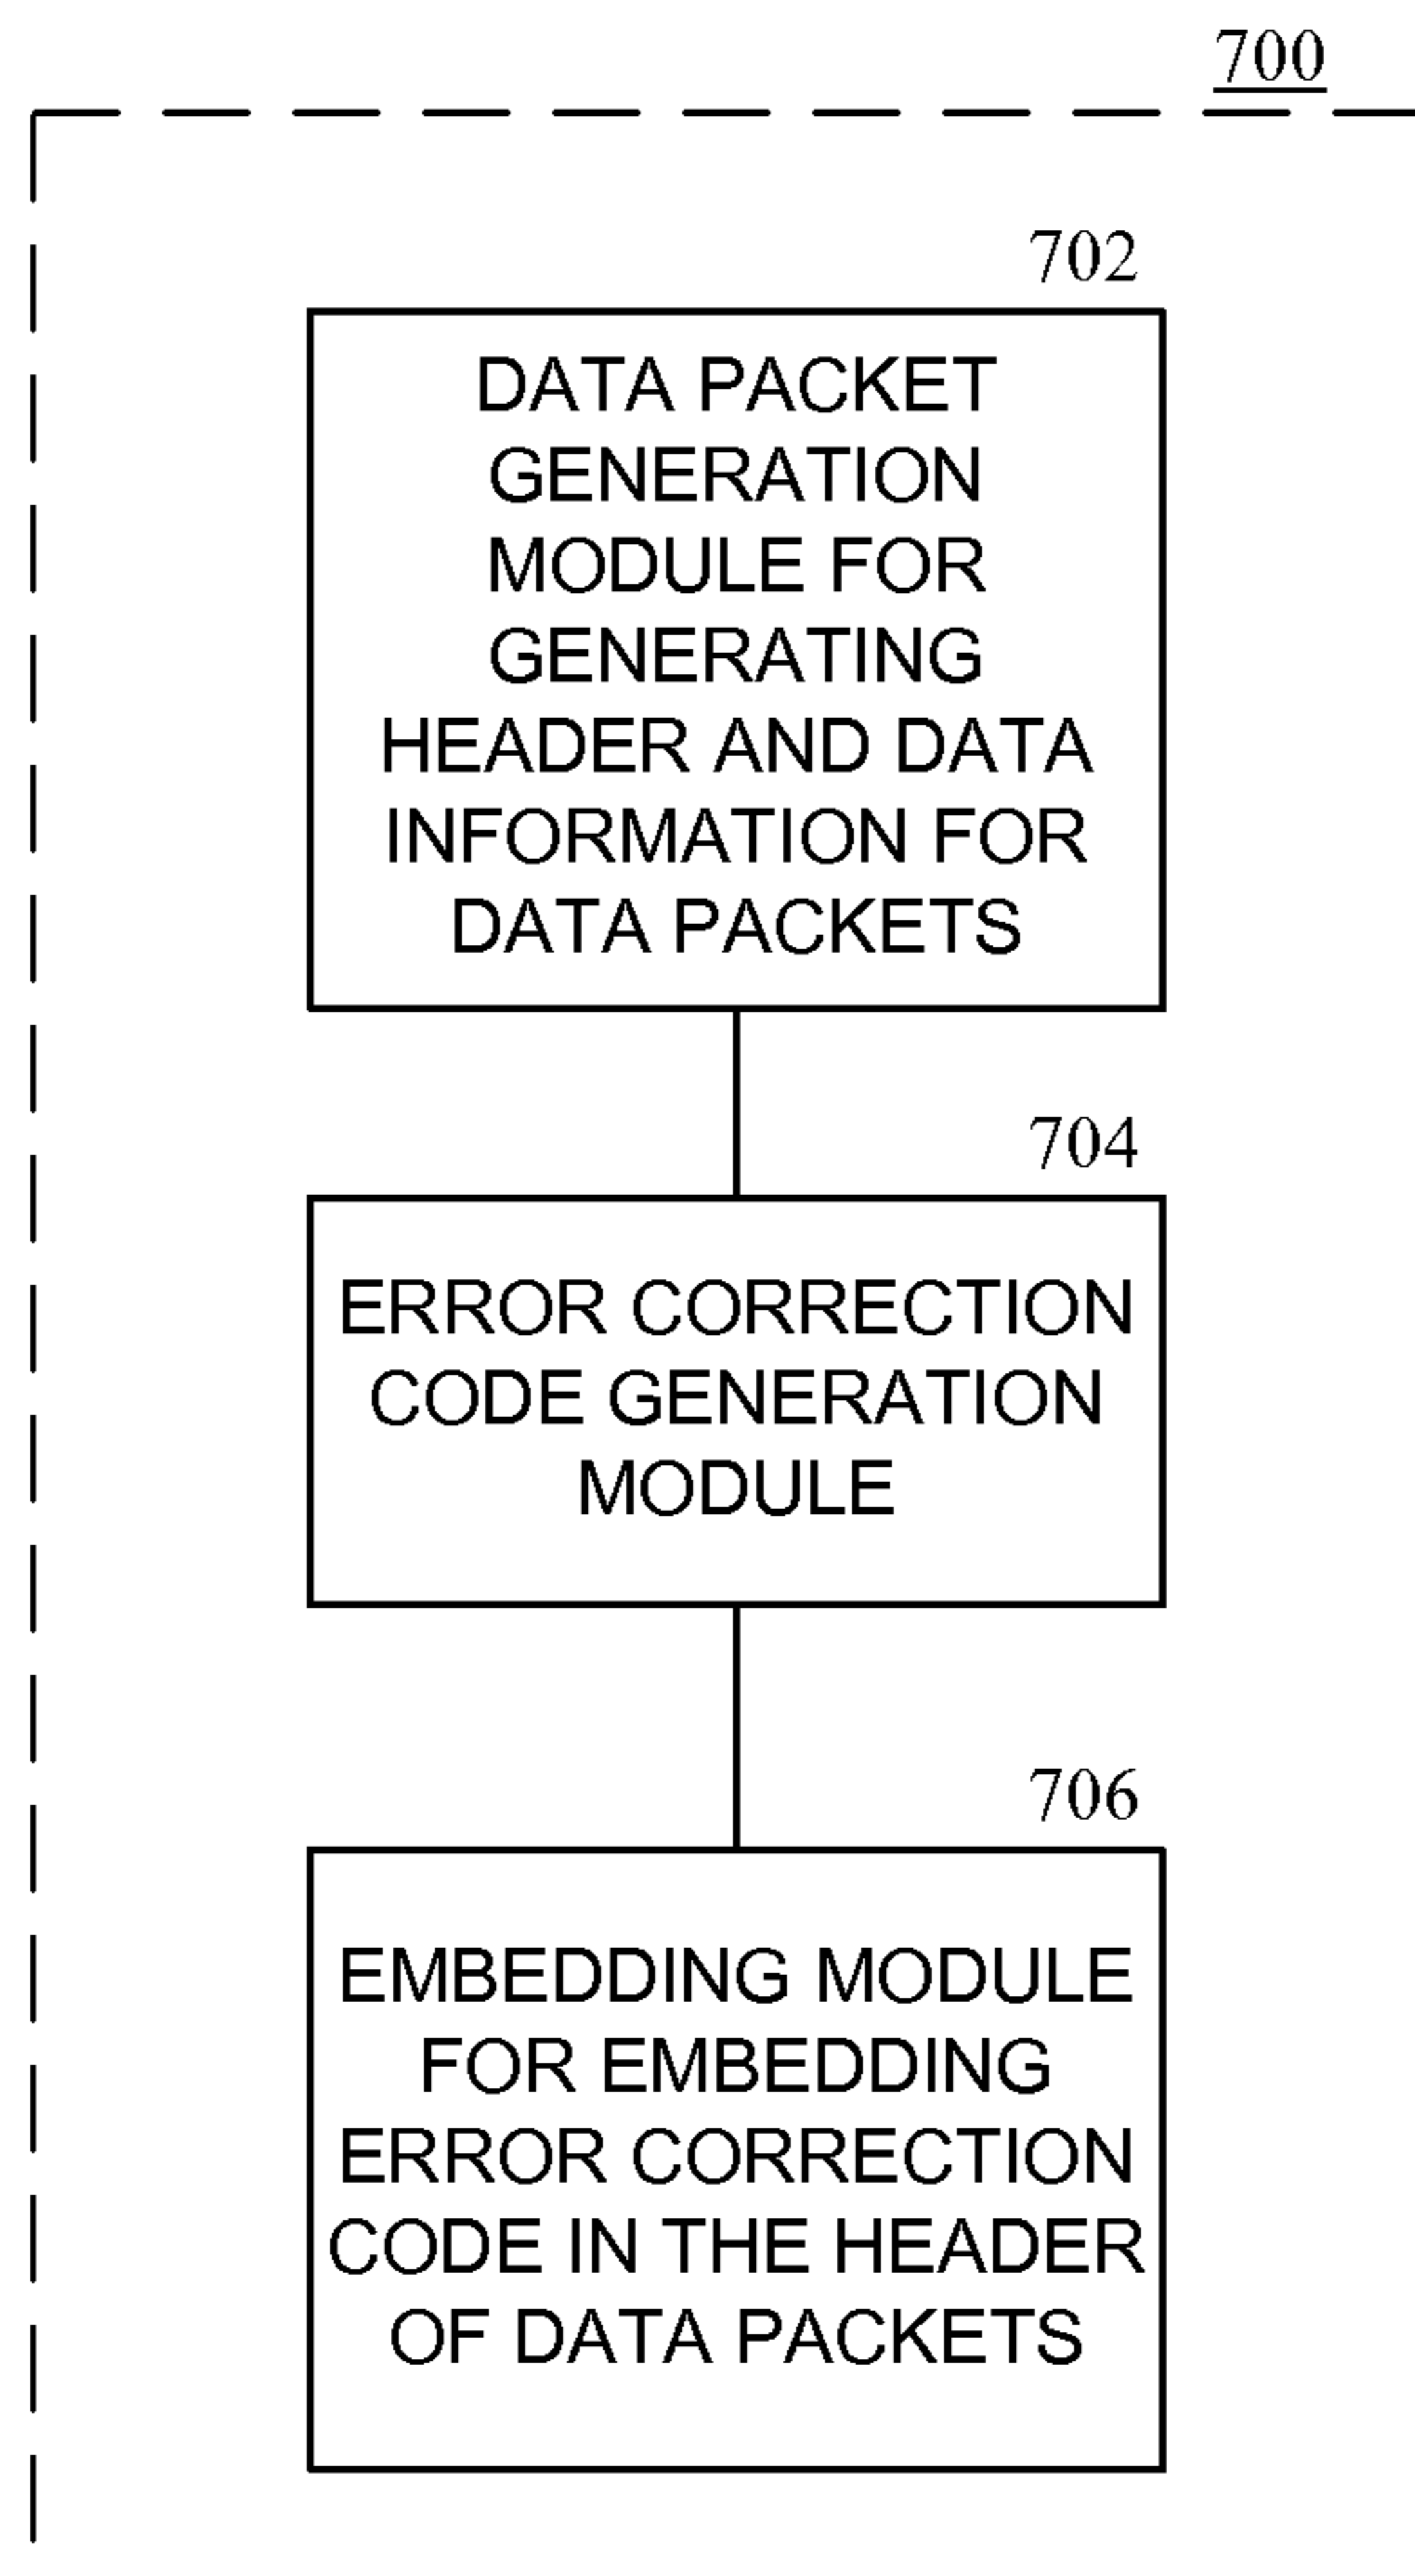 700
702
DATA PACKET
GENERATION
MODULE FOR
GENERATING
HEADER AND DATA
INFORMATION FOR
DATA PACKETS
704
ERROR CORRECTION
CODE GENERATION
MODULE
706
EMBEDDING MODULE
FOR EMBEDDING
ERROR CORRECTION
CODE IN THE HEADER
OF DATA PACKETS